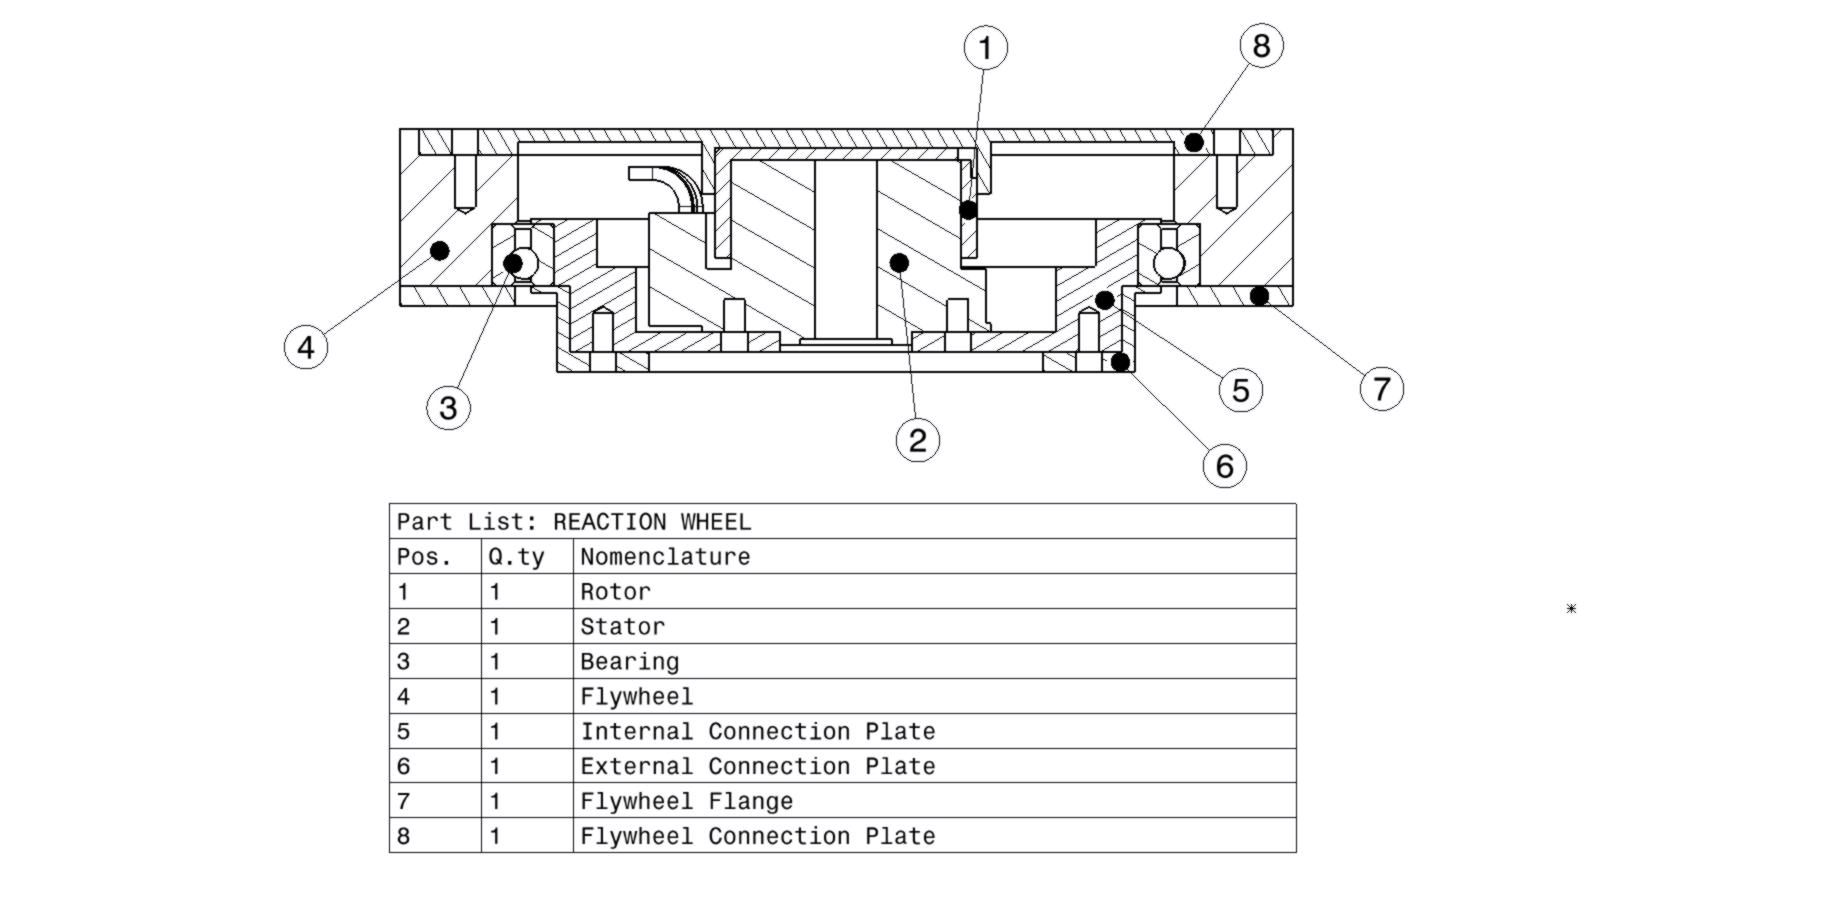 1
8
4
3
2
5
7
6
Part List: REACTION WHEEL
Pos. Q.ty Nomenclature
1 1 Rotor
2 1 Stator
3 1 Bearing
4 1 Flywheel
5 1 Internal Connection Plate
6 1 External Connection Plate
7 1 Flywheel Flange
8 1 Flywheel Connection Plate